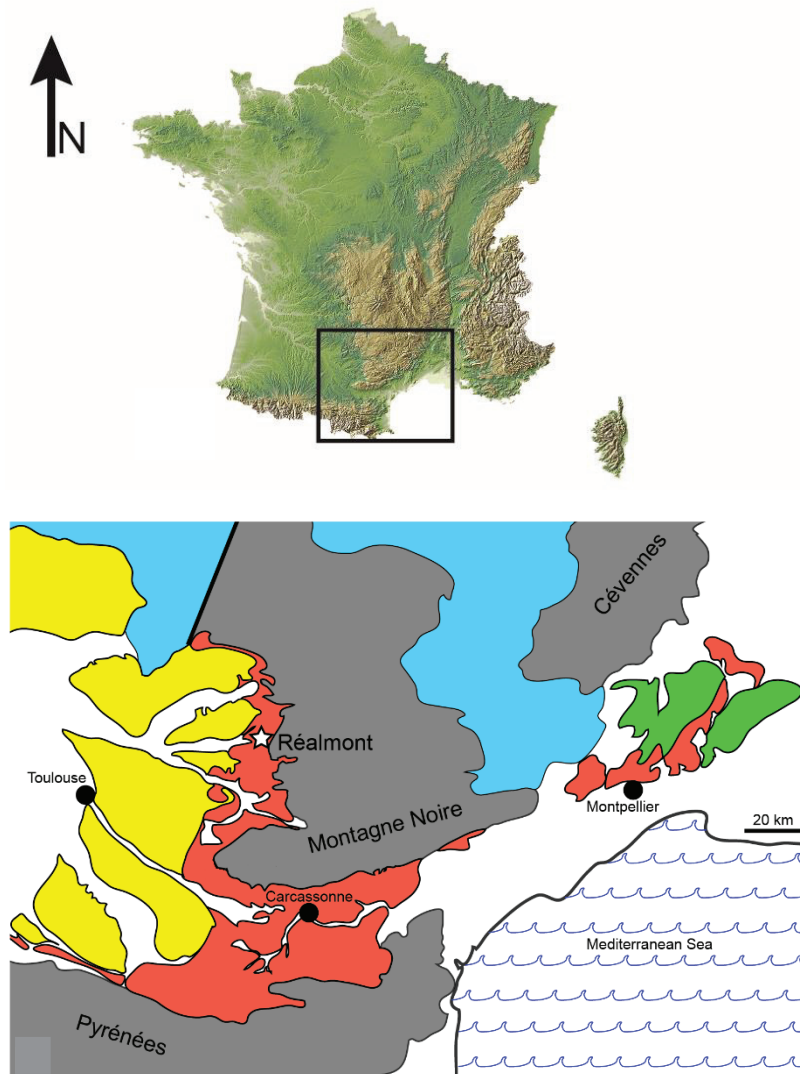 N
Cévennes
Réalmont
Toulouse
Montpellier
Montagne Noire
20 km
Carcassonne
Mediterranean Sea
Pyrénées